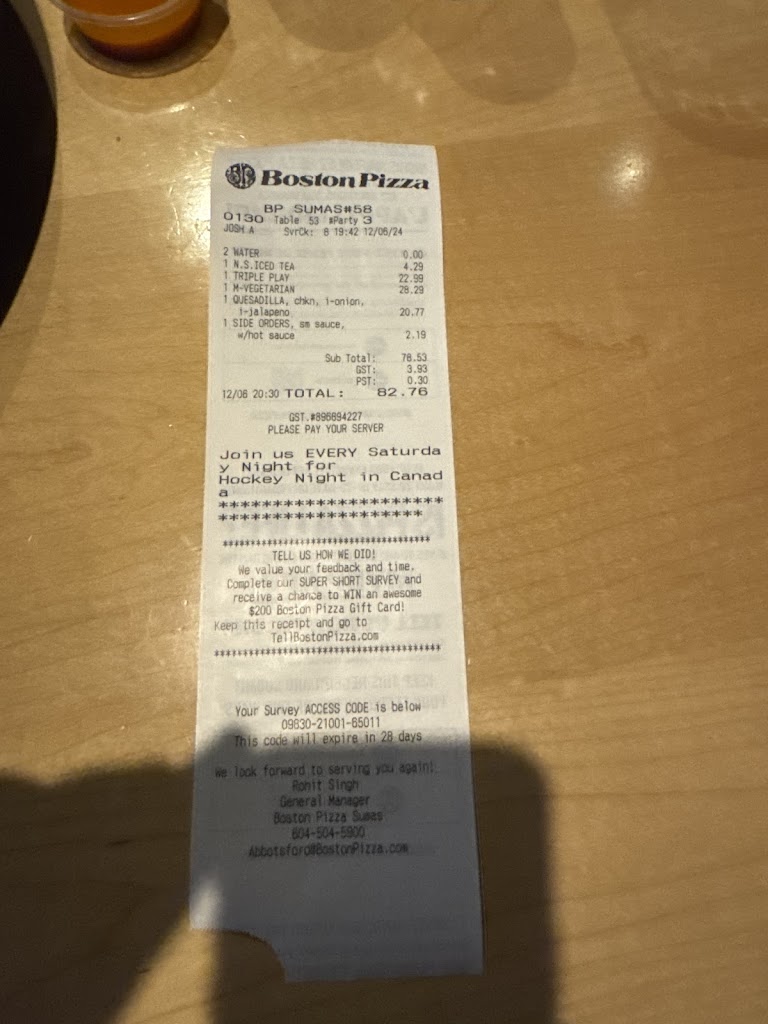 BP Boston Pizza
BP SUMAS#58
0130 Table 53 #Party 3
JOSH A SvrCk: 8 19:42 12/06/24
2 WATER 0.00
1 N.S.ICED TEA 4.29
1 TRIPLE PLAY 22.99
1 M-VEGETARIAN 28.29
1 QUESADILLA, chkn, i-onion,
i-jalapeno 20.77
1 SIDE ORDERS, sm sauce,
w/hot sauce 2.19
Sub Total: 78.53
GST: 3.93
PST: 0.30
12/06 20:30 TOTAL: 82.76
GST.#896894227
PLEASE PAY YOUR SERVER
Join us EVERY Saturda
y Night for
Hockey Night in Canad
a
*********************
*******************
**************************************
TELL US HOW WE DID!
We value your feedback and time.
Complete our SUPER SHORT SURVEY and
receive a chance to WIN an awesome
$200 Boston Pizza Gift Card!
Keep this receipt and go to
TellBostonPizza.com
******************************************
Your Survey ACCESS CODE is below
09830-21001-65011
This code will expire in 28 days
We look forward to serving you again!
Rohit Singh
General Manager
Boston Pizza Sumas
604-504-5900
Abbotsford@BostonPizza.com